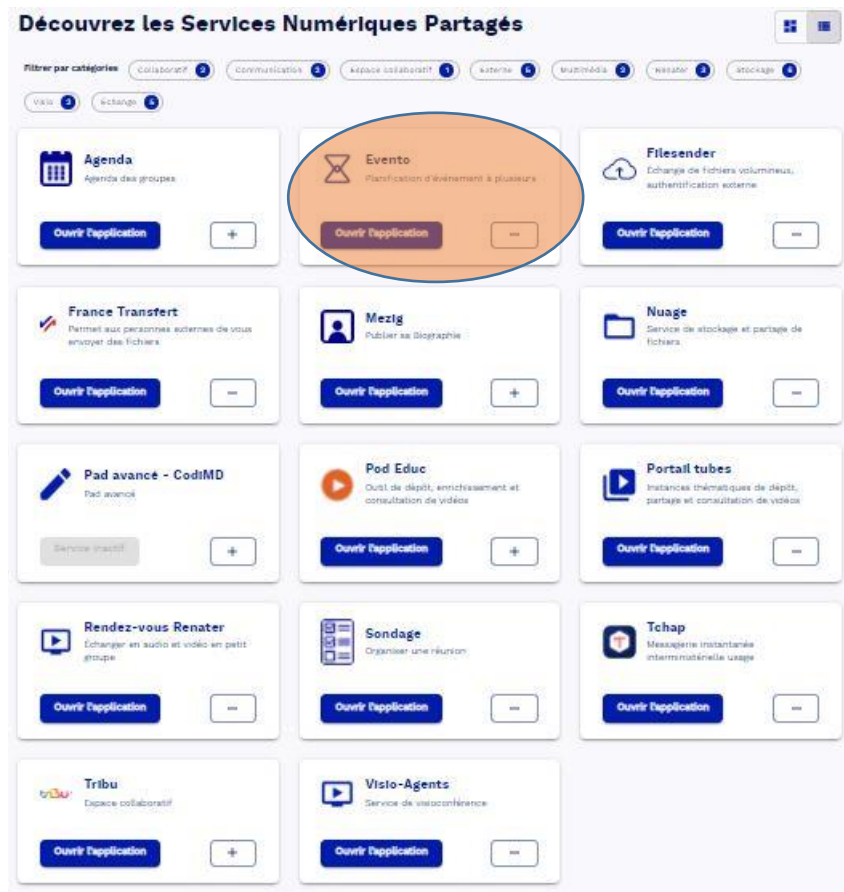 Découvrez les Services Numériques Partagés
Filtrer par catégories Collaboratif 2 Communication 2 Espace collaboratif 1 Externe 5 Multimédia 2 Renater 2 Stockage 4
Visio 3 Échange 5
Agenda
Agenda des groupes
Ouvrir l'application +
Evento
Planification d'événement à plusieurs
Ouvrir l'application −
Filesender
Échange de fichiers volumineux,
authentification externe
Ouvrir l'application −
France Transfert
Permet aux personnes externes de vous
envoyer des fichiers
Ouvrir l'application −
Mezig
Publier sa Biographie
Ouvrir l'application +
Nuage
Service de stockage et partage de
fichiers
Ouvrir l'application −
Pad avancé - CodiMD
Pad avancé
Service inactif +
Pod Educ
Outil de dépôt, enrichissement et
consultation de vidéos
Ouvrir l'application +
Portail tubes
Instances thématiques de dépôt,
partage et consultation de vidéos
Ouvrir l'application −
Rendez-vous Renater
Échanger en audio et vidéo en petit
groupe
Ouvrir l'application −
Sondage
Organiser une réunion
Ouvrir l'application −
Tchap
Messagerie instantanée
interministérielle usage
Ouvrir l'application −
tribu
Tribu
Espace collaboratif
Ouvrir l'application +
Visio-Agents
Service de visioconférence
Ouvrir l'application −